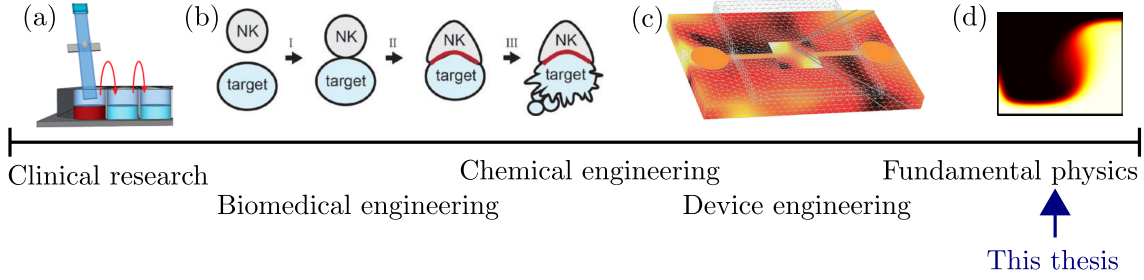 (a)
(b)
(c)
(d)
NK
NK
NK
NK
I
II
III
target
target
target
target
Clinical research
Chemical engineering
Fundamental physics
Biomedical engineering
Device engineering
This thesis